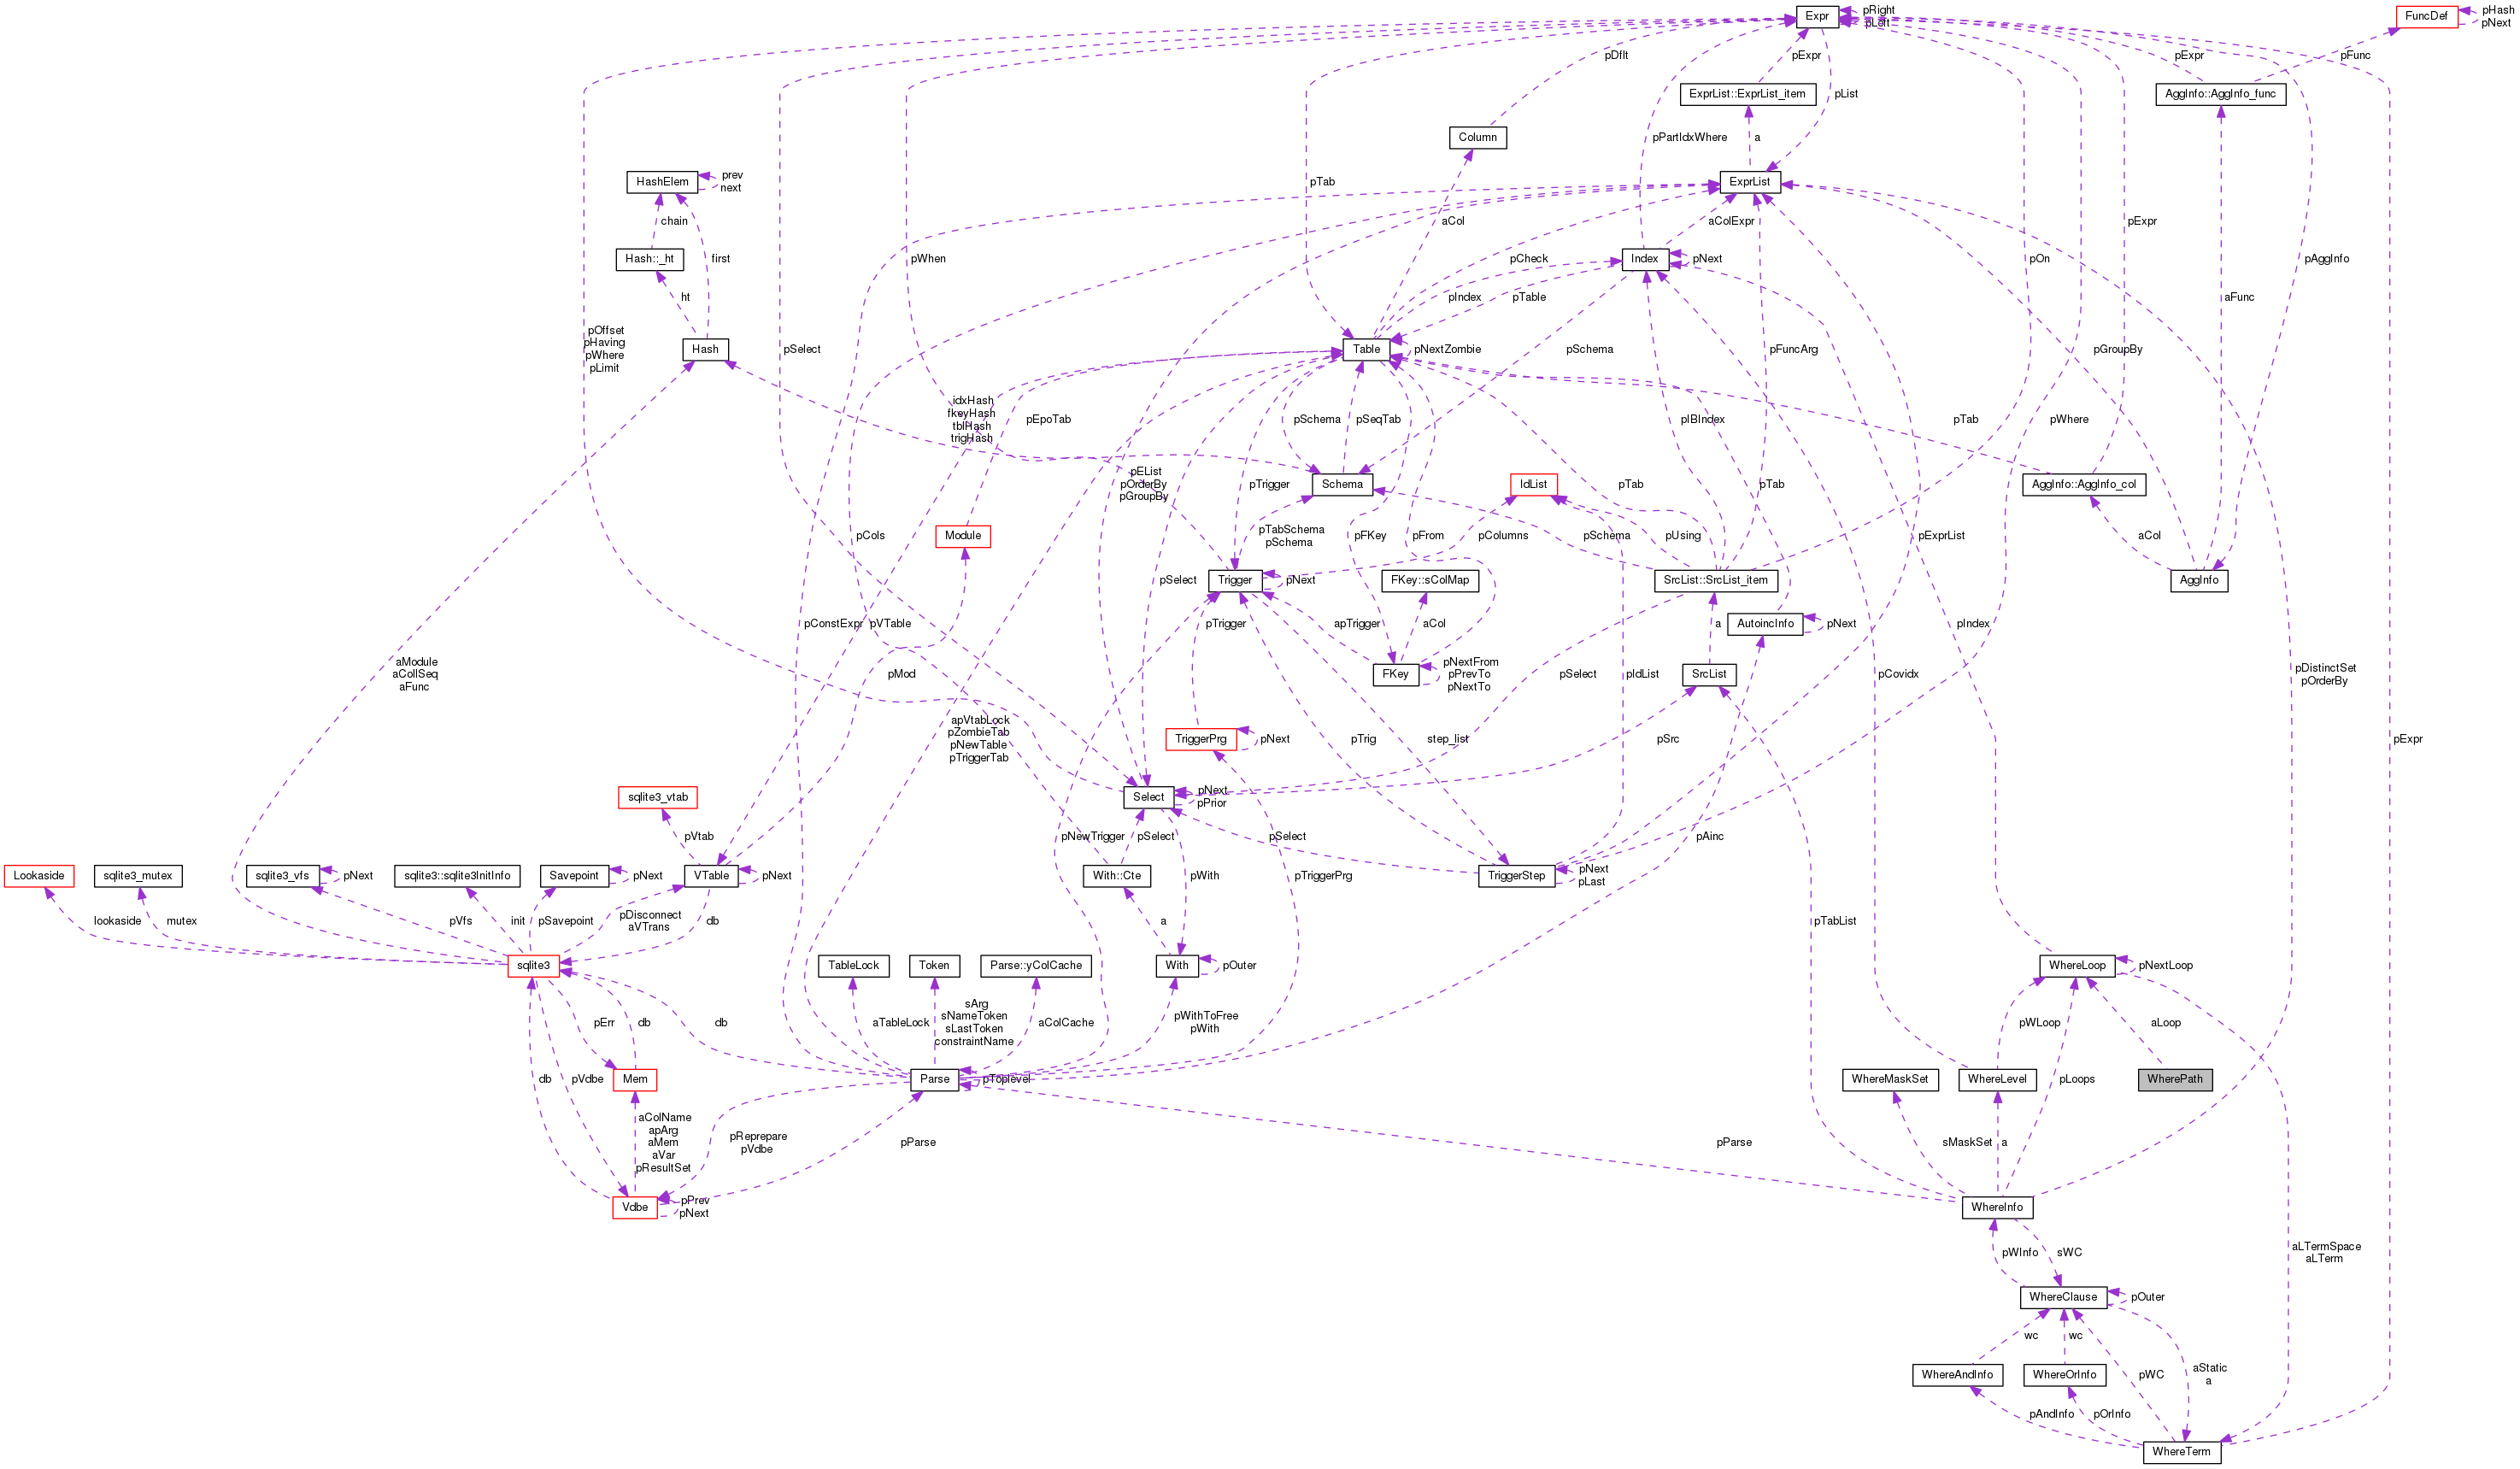 Expr
pRight
pLeft
FuncDef
pHash
pNext
pDflt
pExpr
pExpr
pFunc
ExprList::ExprList_item
pList
AggInfo::AggInfo_func
Column
pPartIdxWhere
a
HashElem
prev
next
pTab
ExprList
chain
aCol
aColExpr
pExpr
Hash::_ht
first
pWhen
pCheck
Index
pNext
pOn
pAggInfo
ht
pIndex
pTable
aFunc
pOffset
pHaving
pWhere
pLimit
pSelect
Hash
Table
pNextZombie
pSchema
pFuncArg
pGroupBy
idxHash
fkeyHash
tblHash
trigHash
pEpoTab
pSchema
pSeqTab
pIBIndex
pWhere
pTab
pEList
pOrderBy
pGroupBy
pTrigger
Schema
IdList
pTab
pTab
AggInfo::AggInfo_col
pCols
Module
pTabSchema
pSchema
pFKey
pFrom
pColumns
pSchema
pUsing
pExprList
aCol
pSelect
Trigger
pNext
FKey::sColMap
SrcList::SrcList_item
AggInfo
pConstExpr
pVTable
pTrigger
apTrigger
aCol
a
AutoincInfo
pNext
pIndex
aModule
aCollSeq
aFunc
pMod
FKey
pNextFrom
pPrevTo
pNextTo
pIdList
pSelect
SrcList
pCovidx
pDistinctSet
pOrderBy
apVtabLock
pZombieTab
pNewTable
pTriggerTab
TriggerPrg
pNext
pTrig
step_list
pSrc
pExpr
sqlite3_vtab
Select
pNext
pPrior
pVtab
pNewTrigger
pSelect
pSelect
pAinc
Lookaside
sqlite3_mutex
sqlite3_vfs
pNext
sqlite3::sqlite3InitInfo
Savepoint
pNext
VTable
pNext
With::Cte
pWith
pTriggerPrg
TriggerStep
pNext
pLast
lookaside
mutex
pVfs
init
pSavepoint
pDisconnect
aVTrans
db
a
pTabList
sqlite3
TableLock
Token
Parse::yColCache
With
pOuter
WhereLoop
pNextLoop
pErr
db
db
aTableLock
sArg
sNameToken
sLastToken
constraintName
aColCache
pWithToFree
pWith
pWLoop
aLoop
db
pVdbe
Mem
Parse
pToplevel
WhereMaskSet
WhereLevel
pLoops
WherePath
aColName
apArg
aMem
aVar
pResultSet
pReprepare
pVdbe
pParse
pParse
sMaskSet
a
Vdbe
pPrev
pNext
WhereInfo
pWInfo
sWC
aLTermSpace
aLTerm
WhereClause
pOuter
wc
wc
WhereAndInfo
WhereOrInfo
pWC
aStatic
a
pAndInfo
pOrInfo
WhereTerm